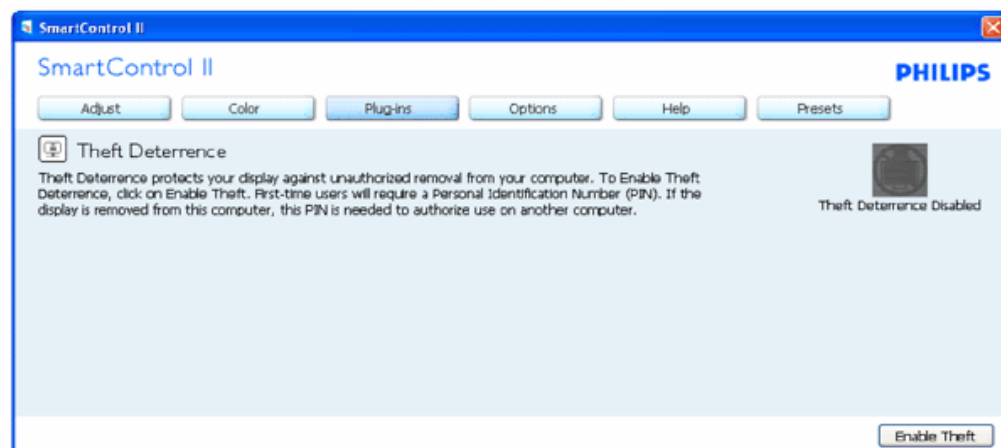 SmartControl II
SmartControl II
PHILIPS
Adjust
Color
Plug-ins
Options
Help
Presets
Theft Deterrence
Theft Deterrence protects your display against unauthorized removal from your computer. To Enable Theft
Deterrence, click on Enable Theft. First-time users will require a Personal Identification Number (PIN). If the
display is removed from this computer, this PIN is needed to authorize use on another computer.
Theft Deterrence Disabled
Enable Theft